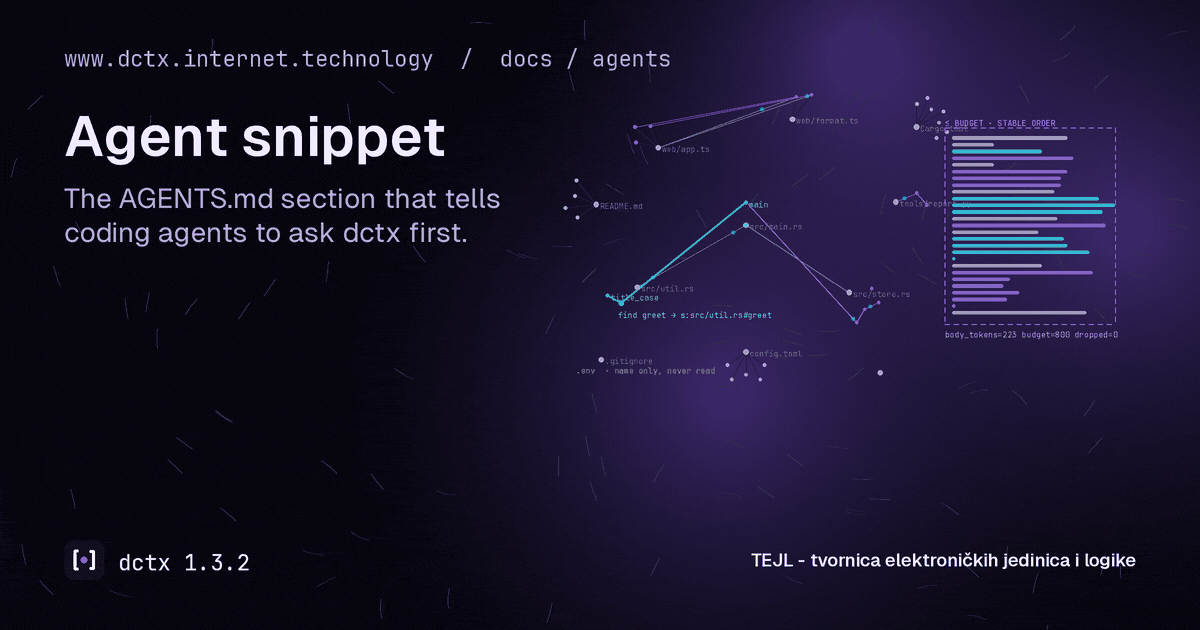 www.dctx.internet.technology / docs / agents
Agent snippet
The AGENTS.md section that tells
coding agents to ask dctx first.
web/format.ts
web/app.ts
README.md
main
src/main.rs
src/util.rs
title_case
find greet → s:src/util.rs#greet
src/store.rs
.gitignore
.env · name only, never read
config.toml
≤ BUDGET · STABLE ORDER
body_tokens=223 budget=800 dropped=0
dctx 1.3.2
TEJL - tvornica elektroničkih jedinica i logike